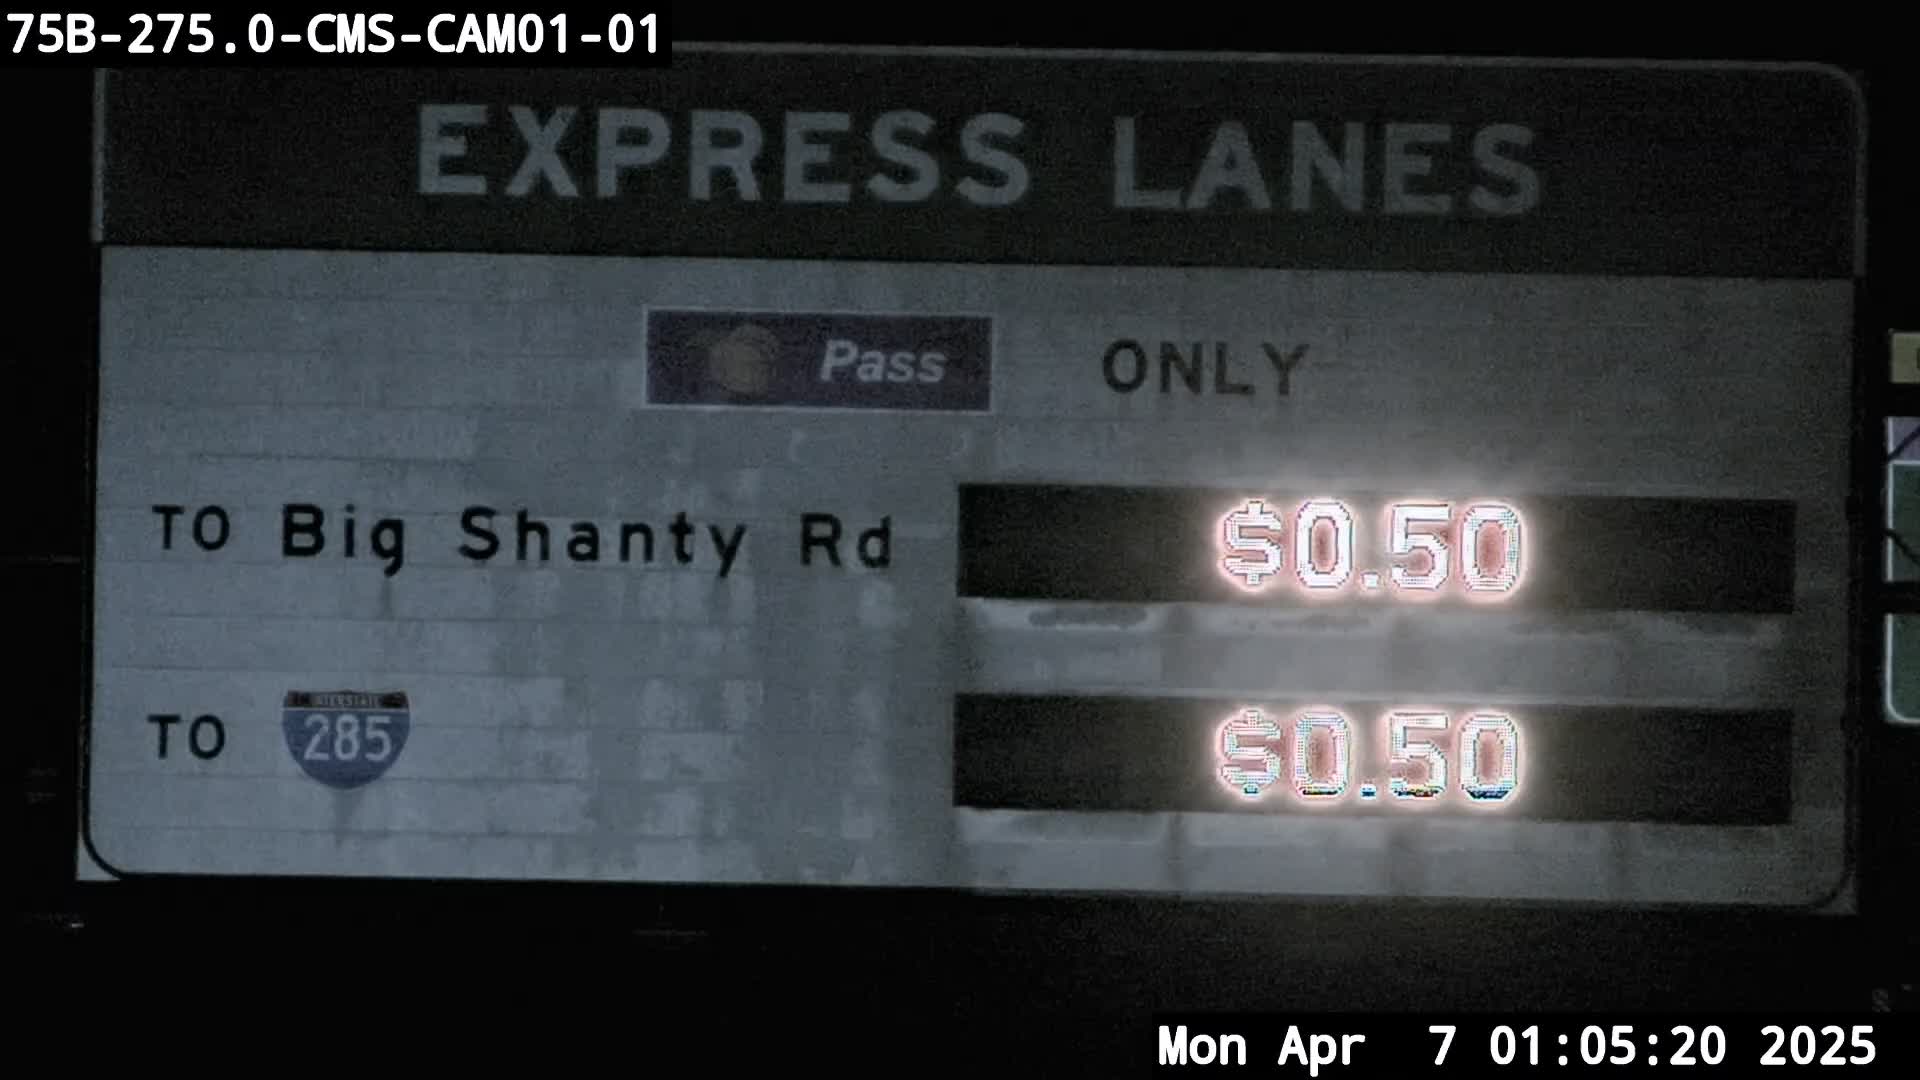 75B-275.0-CMS-CAM01-01
EXPRESS LANES
Pass ONLY
TO Big Shanty Rd $0.50
INTERSTATE
TO 285 $0.50
Mon Apr 7 01:05:20 2025